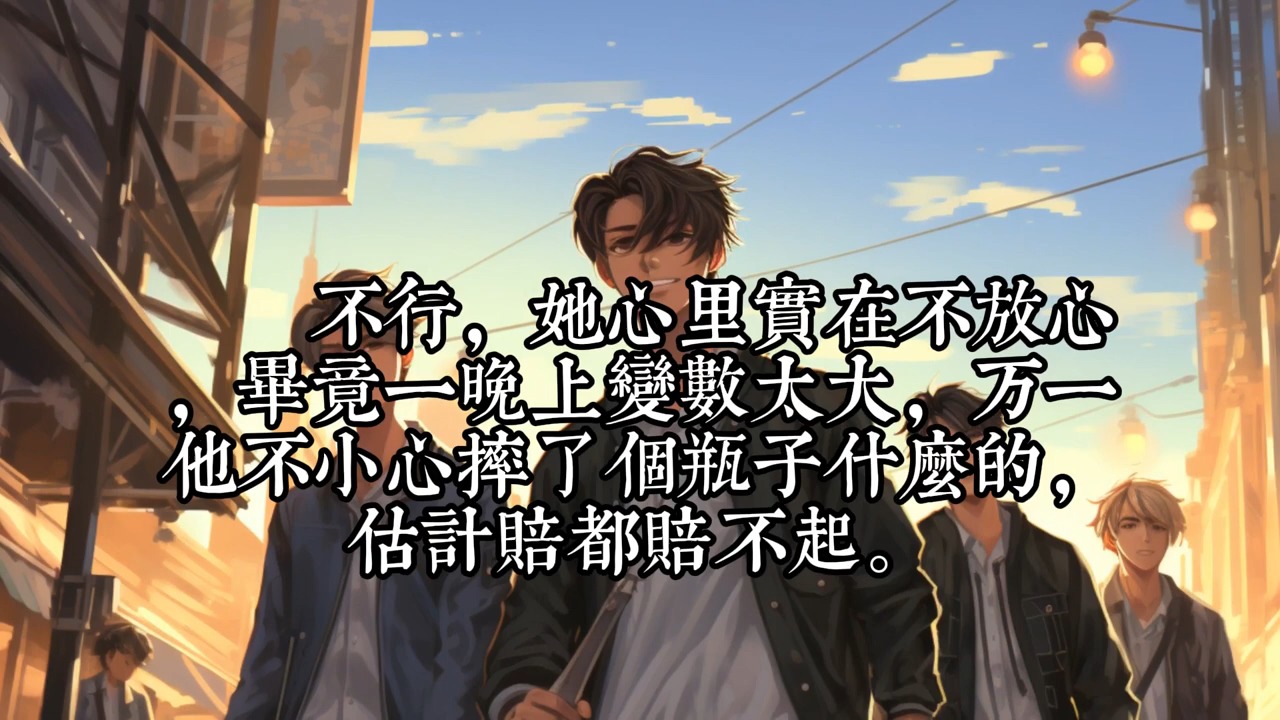 不行，她心里實在不放心
，畢竟一晚上變數太大，万一
他不小心摔了個瓶子什麼的，
估計賠都賠不起。